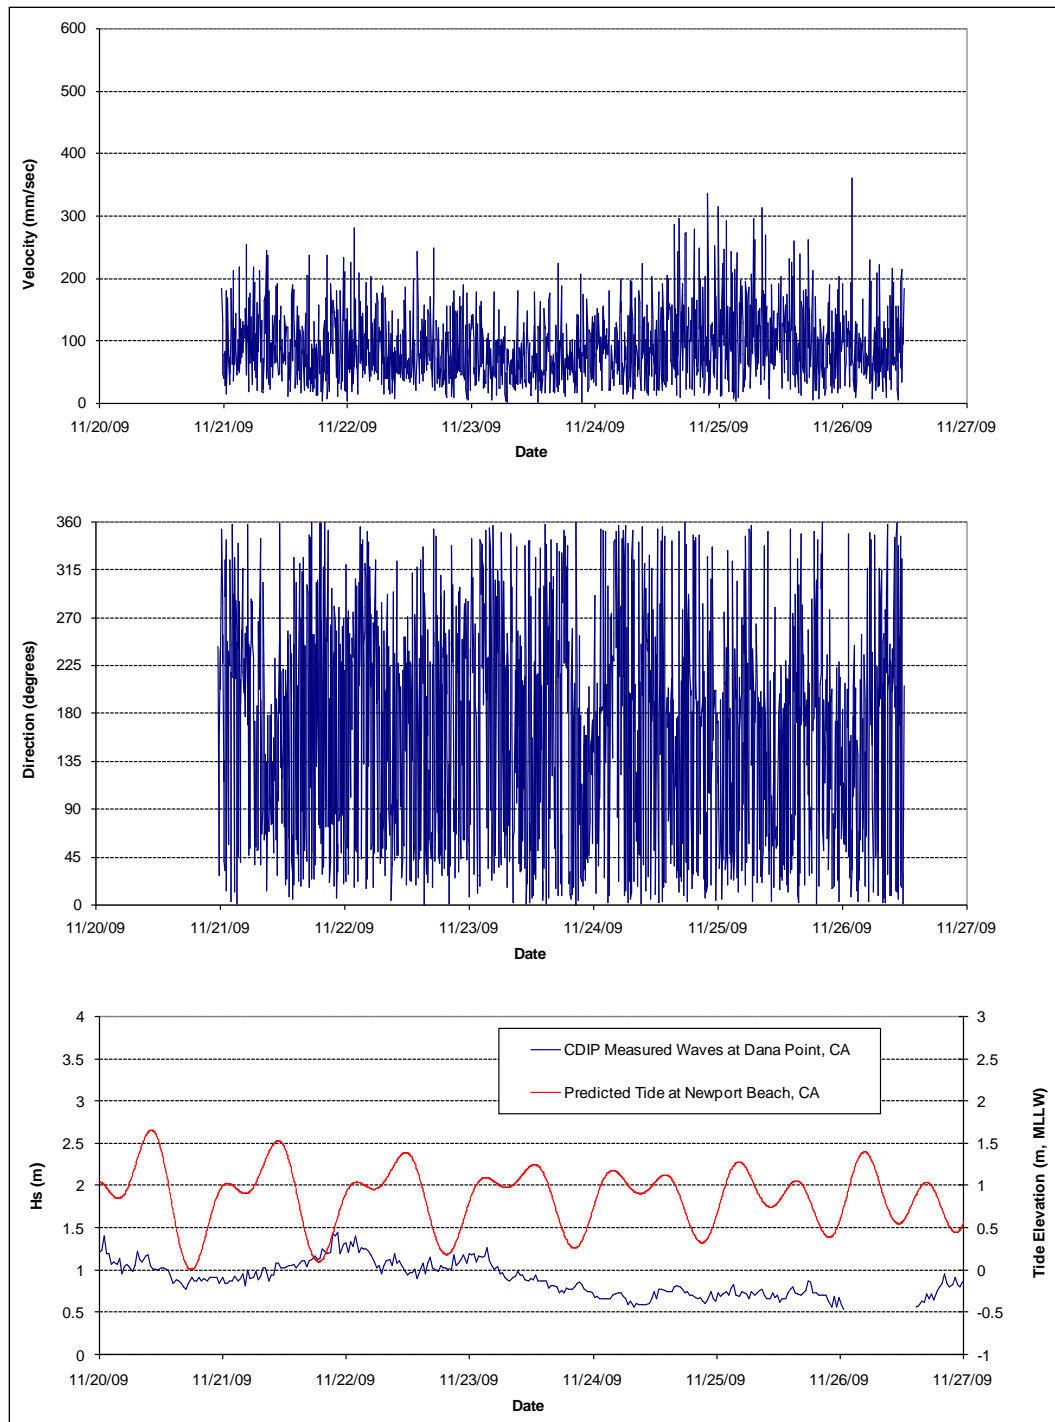 600
500
400
300
200
100
0
Velocity (mm/sec)
11/20/09 11/21/09 11/22/09 11/23/09 11/24/09 11/25/09 11/26/09 11/27/09
Date
360
315
270
225
180
135
90
45
0
Direction (degrees)
11/20/09 11/21/09 11/22/09 11/23/09 11/24/09 11/25/09 11/26/09 11/27/09
Date
4
3.5
3
2.5
2
1.5
1
0.5
0
Hs (m)
CDIP Measured Waves at Dana Point, CA
Predicted Tide at Newport Beach, CA
3
2
2
1
1
0
0
-0.5
-1
Tide Elevation (m, MLLW)
11/20/09 11/21/09 11/22/09 11/23/09 11/24/09 11/25/09 11/26/09 11/27/09
Date